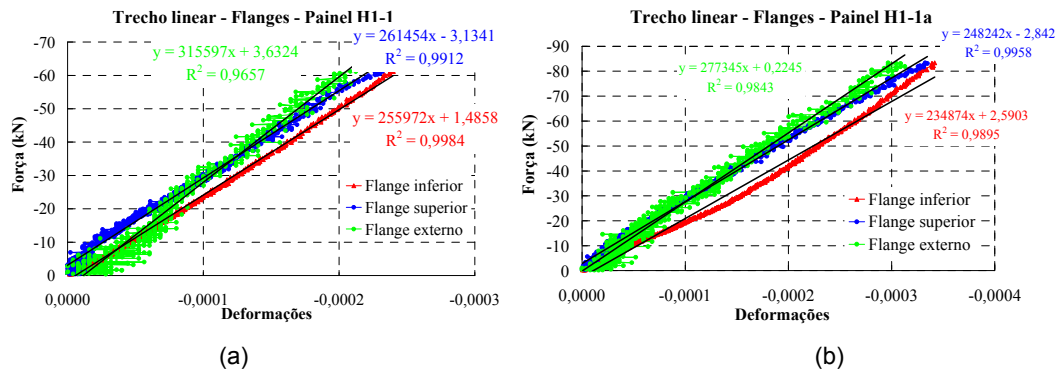 Trecho linear - Flanges - Painel H1-1
-70
-60
-50
-40
-30
-20
-10
0
Força (kN)
y = 315597x + 3,6324
R² = 0,9657
y = 261454x - 3,1341
R² = 0,9912
y = 255972x + 1,4858
R² = 0,9984
Flange inferior
Flange superior
Flange externo
0,0000 -0,0001 -0,0002 -0,0003
Deformações
(a)
Trecho linear - Flanges - Painel H1-1a
-90
-80
-70
-60
-50
-40
-30
-20
-10
0
Força (kN)
y = 277345x + 0,2245
R² = 0,9843
y = 248242x - 2,842
R² = 0,9958
y = 234874x + 2,5903
R² = 0,9895
Flange inferior
Flange superior
Flange externo
0,0000 -0,0001 -0,0002 -0,0003 -0,0004
Deformações
(b)